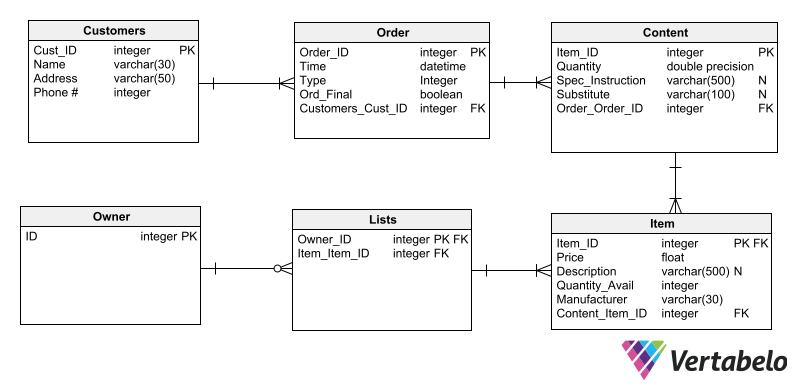 Customers
Cust_ID integer PK
Name varchar(30)
Address varchar(50)
Phone # integer
Order
Order_ID integer PK
Time datetime
Type Integer
Ord_Final boolean
Customers_Cust_ID integer FK
Content
Item_ID integer PK
Quantity double precision
Spec_Instruction varchar(500) N
Substitute varchar(100) N
Order_Order_ID integer FK
Owner
ID integer PK
Lists
Owner_ID integer PK FK
Item_Item_ID integer FK
Item
Item_ID integer PK FK
Price float
Description varchar(500) N
Quantity_Avail integer
Manufacturer varchar(30)
Content_Item_ID integer FK
Vertabelo